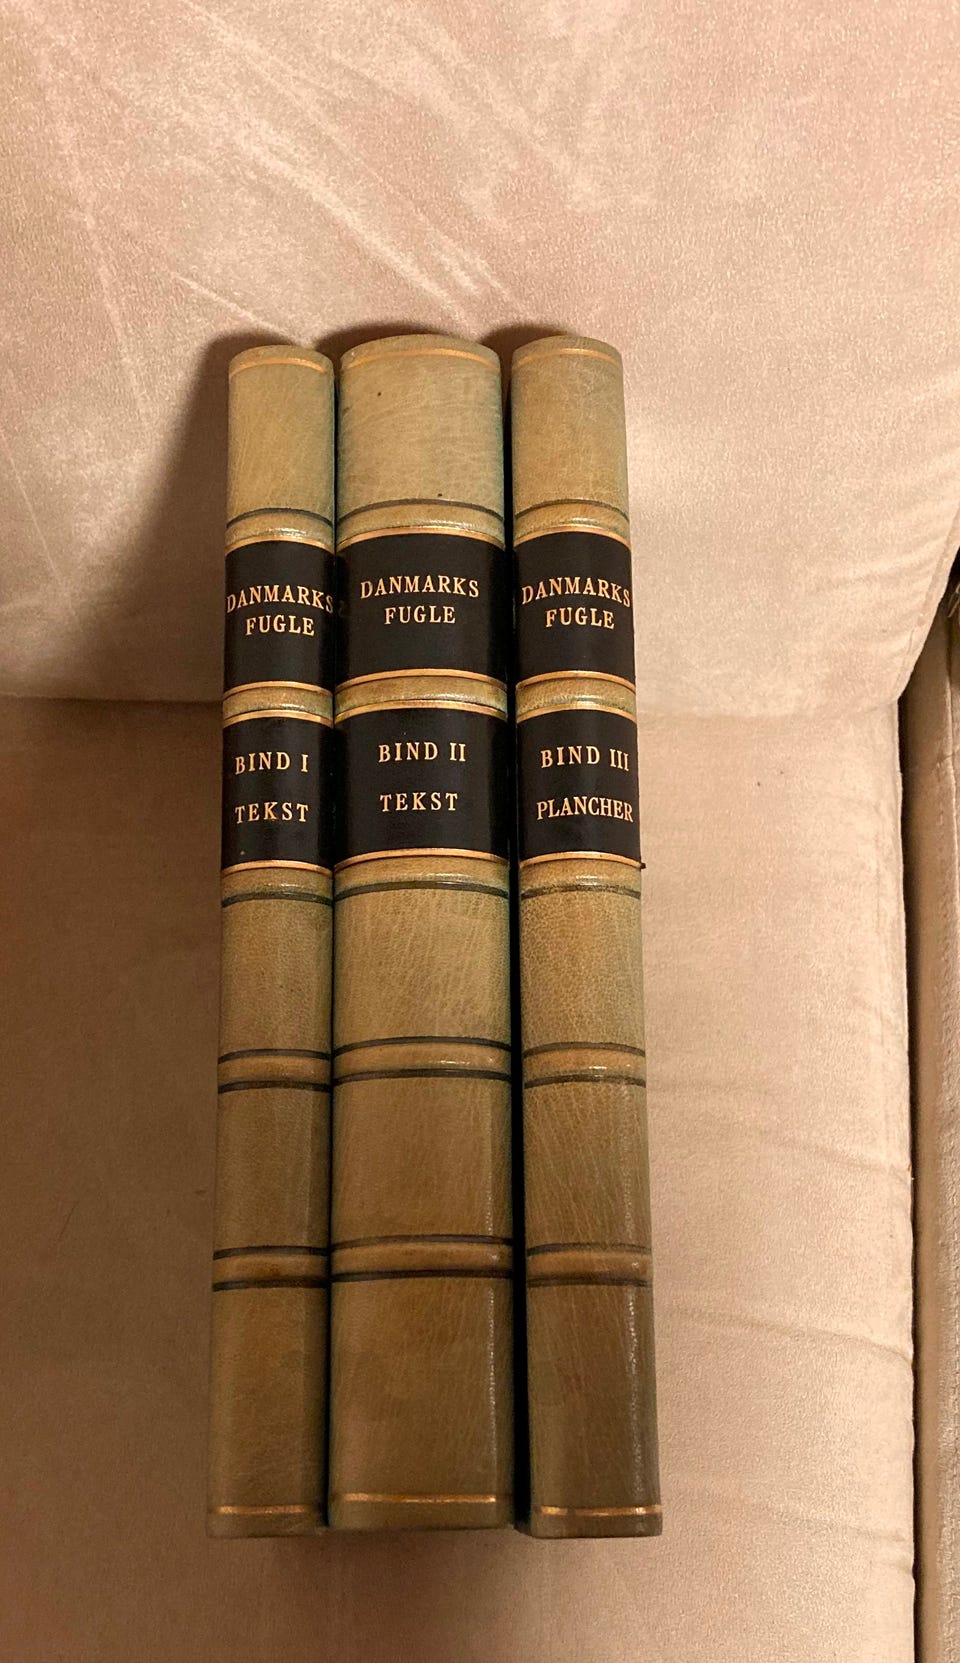 DANMARKS
FUGLE
BIND I
TEKST
DANMARKS
FUGLE
BIND II
TEKST
DANMARKS
FUGLE
BIND III
PLANCHER